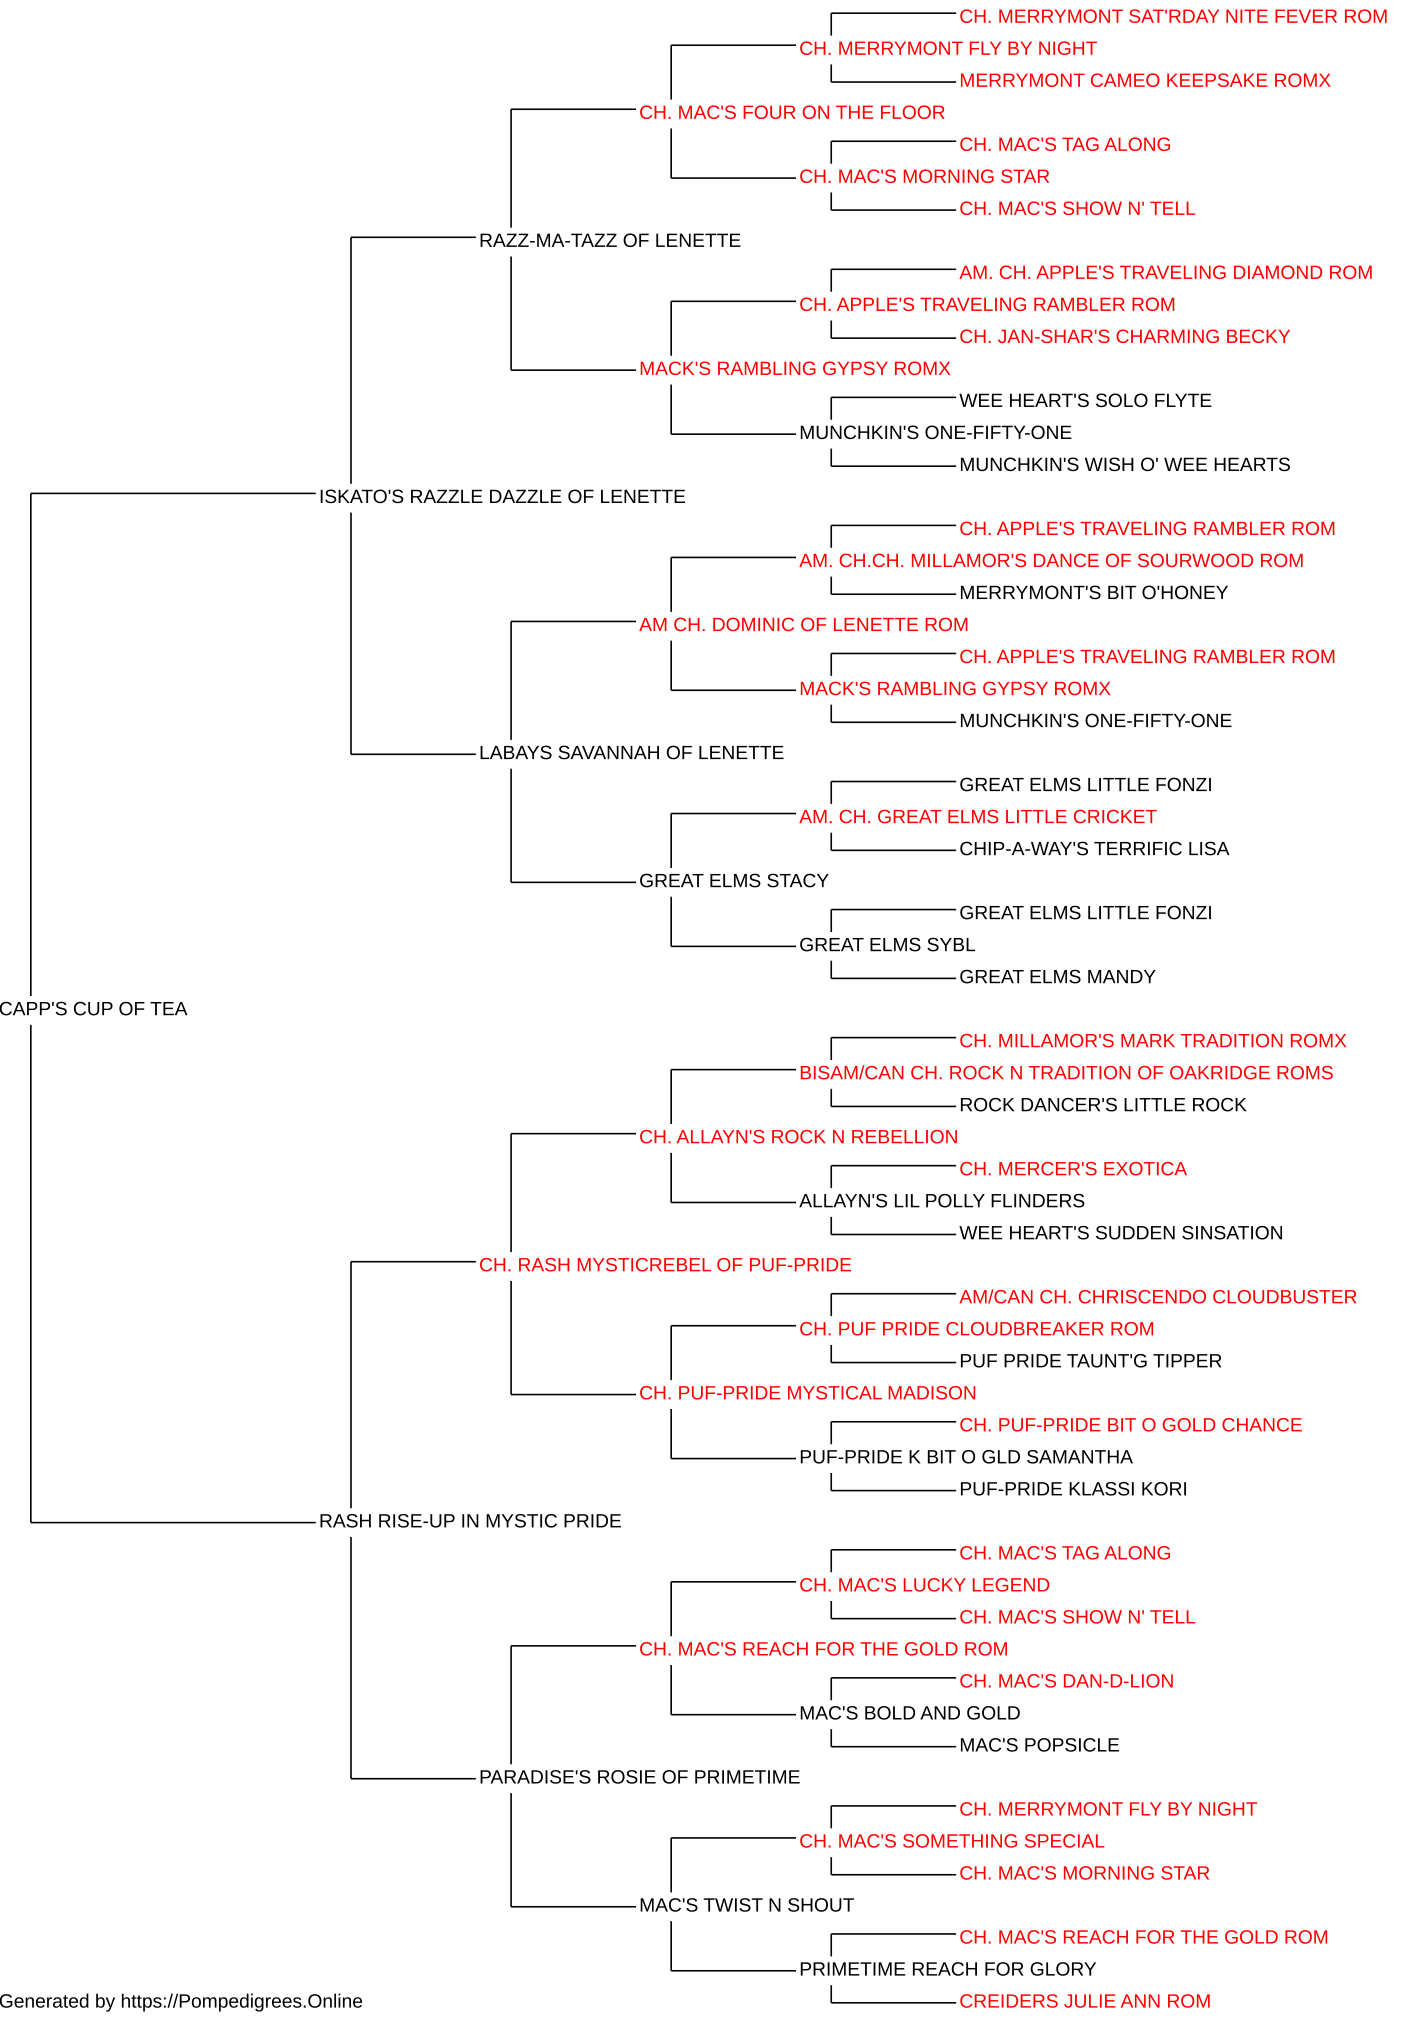 CH. MERRYMONT SAT'RDAY NITE FEVER ROM
CH. MERRYMONT FLY BY NIGHT
MERRYMONT CAMEO KEEPSAKE ROMX
CH. MAC'S FOUR ON THE FLOOR
CH. MAC'S TAG ALONG
CH. MAC'S MORNING STAR
CH. MAC'S SHOW N' TELL
RAZZ-MA-TAZZ OF LENETTE
AM. CH. APPLE'S TRAVELING DIAMOND ROM
CH. APPLE'S TRAVELING RAMBLER ROM
CH. JAN-SHAR'S CHARMING BECKY
MACK'S RAMBLING GYPSY ROMX
WEE HEART'S SOLO FLYTE
MUNCHKIN'S ONE-FIFTY-ONE
MUNCHKIN'S WISH O' WEE HEARTS
ISKATO'S RAZZLE DAZZLE OF LENETTE
CH. APPLE'S TRAVELING RAMBLER ROM
AM. CH.CH. MILLAMOR'S DANCE OF SOURWOOD ROM
MERRYMONT'S BIT O'HONEY
AM CH. DOMINIC OF LENETTE ROM
CH. APPLE'S TRAVELING RAMBLER ROM
MACK'S RAMBLING GYPSY ROMX
MUNCHKIN'S ONE-FIFTY-ONE
LABAYS SAVANNAH OF LENETTE
GREAT ELMS LITTLE FONZI
AM. CH. GREAT ELMS LITTLE CRICKET
CHIP-A-WAY'S TERRIFIC LISA
GREAT ELMS STACY
GREAT ELMS LITTLE FONZI
GREAT ELMS SYBL
GREAT ELMS MANDY
CAPP'S CUP OF TEA
CH. MILLAMOR'S MARK TRADITION ROMX
BISAM/CAN CH. ROCK N TRADITION OF OAKRIDGE ROMS
ROCK DANCER'S LITTLE ROCK
CH. ALLAYN'S ROCK N REBELLION
CH. MERCER'S EXOTICA
ALLAYN'S LIL POLLY FLINDERS
WEE HEART'S SUDDEN SINSATION
CH. RASH MYSTICREBEL OF PUF-PRIDE
AM/CAN CH. CHRISCENDO CLOUDBUSTER
CH. PUF PRIDE CLOUDBREAKER ROM
PUF PRIDE TAUNT'G TIPPER
CH. PUF-PRIDE MYSTICAL MADISON
CH. PUF-PRIDE BIT O GOLD CHANCE
PUF-PRIDE K BIT O GLD SAMANTHA
PUF-PRIDE KLASSI KORI
RASH RISE-UP IN MYSTIC PRIDE
CH. MAC'S TAG ALONG
CH. MAC'S LUCKY LEGEND
CH. MAC'S SHOW N' TELL
CH. MAC'S REACH FOR THE GOLD ROM
CH. MAC'S DAN-D-LION
MAC'S BOLD AND GOLD
MAC'S POPSICLE
PARADISE'S ROSIE OF PRIMETIME
CH. MERRYMONT FLY BY NIGHT
CH. MAC'S SOMETHING SPECIAL
CH. MAC'S MORNING STAR
MAC'S TWIST N SHOUT
CH. MAC'S REACH FOR THE GOLD ROM
PRIMETIME REACH FOR GLORY
CREIDERS JULIE ANN ROM
Generated by https://Pompedigrees.Online